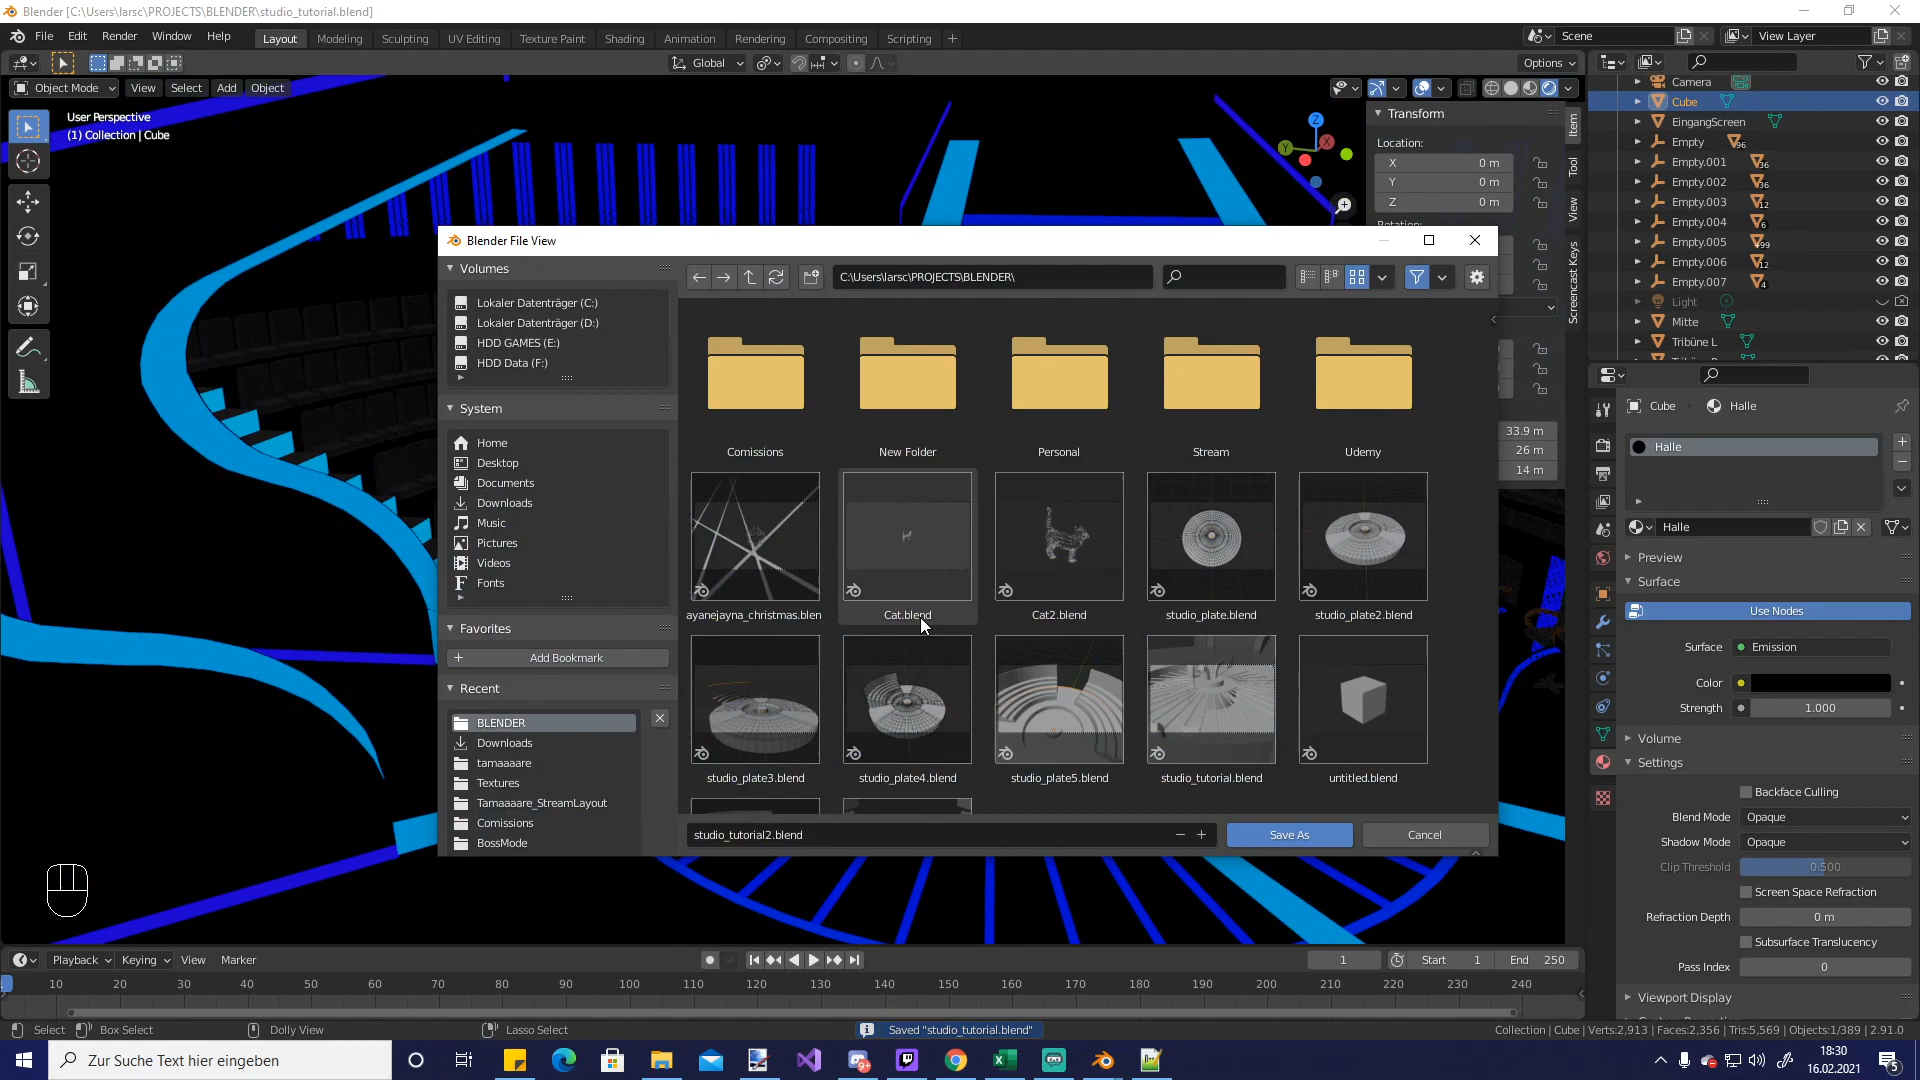 Blender [C:\Users\larsc\PROJECTS\BLENDER\studio_tutorial.blend]
File Edit Render Window Help
Layout Modeling Sculpting UV Editing Texture Paint Shading Animation Rendering Compositing Scripting
Scene
View Layer
Global
Options
Object Mode View Select Add Object
User Perspective
(1) Collection | Cube
Z
Y
X
Transform
Location:
X 0 m
Y 0 m
Z 0 m
33.9 m
26 m
14 m
Item
Tool
View
Screencast Keys
Camera
Cube
EingangScreen
Empty 96
Empty.001 36
Empty.002 36
Empty.003 12
Empty.004 6
Empty.005 99
Empty.006 12
Empty.007 4
Light
Mitte
Tribüne L
Blender File View
Volumes
Lokaler Datenträger (C:)
Lokaler Datenträger (D:)
HDD GAMES (E:)
HDD Data (F:)
System
Home
Desktop
Documents
Downloads
Music
Pictures
Videos
Fonts
Favorites
Add Bookmark
Recent
BLENDER
Downloads
tamaaaare
Textures
Tamaaaare_StreamLayout
Comissions
BossMode
C:\Users\larsc\PROJECTS\BLENDER\
Comissions New Folder Personal Stream Udemy
ayanejayna_christmas.blen Cat.blend Cat2.blend studio_plate.blend studio_plate2.blend
studio_plate3.blend studio_plate4.blend studio_plate5.blend studio_tutorial.blend untitled.blend
studio_tutorial2.blend
Save As
Cancel
Cube Halle
Halle
Halle
Preview
Surface
Use Nodes
Surface Emission
Color
Strength 1.000
Volume
Settings
Backface Culling
Blend Mode Opaque
Shadow Mode Opaque
Clip Threshold 0.500
Screen Space Refraction
Refraction Depth 0 m
Subsurface Translucency
Pass Index 0
Viewport Display
Playback Keying View Marker
1
Start 1
End 250
10 20 30 40 50 60 70 80 90 100 110 120 130 140 150 160 170 180 190 200 210 220 230 240
Select Box Select Dolly View Lasso Select
Saved "studio_tutorial.blend"
Collection | Cube | Verts:2,913 | Faces:2,356 | Tris:5,569 | Objects:1/389 | 2.91.0
Zur Suche Text hier eingeben
18:30
16.02.2021
5